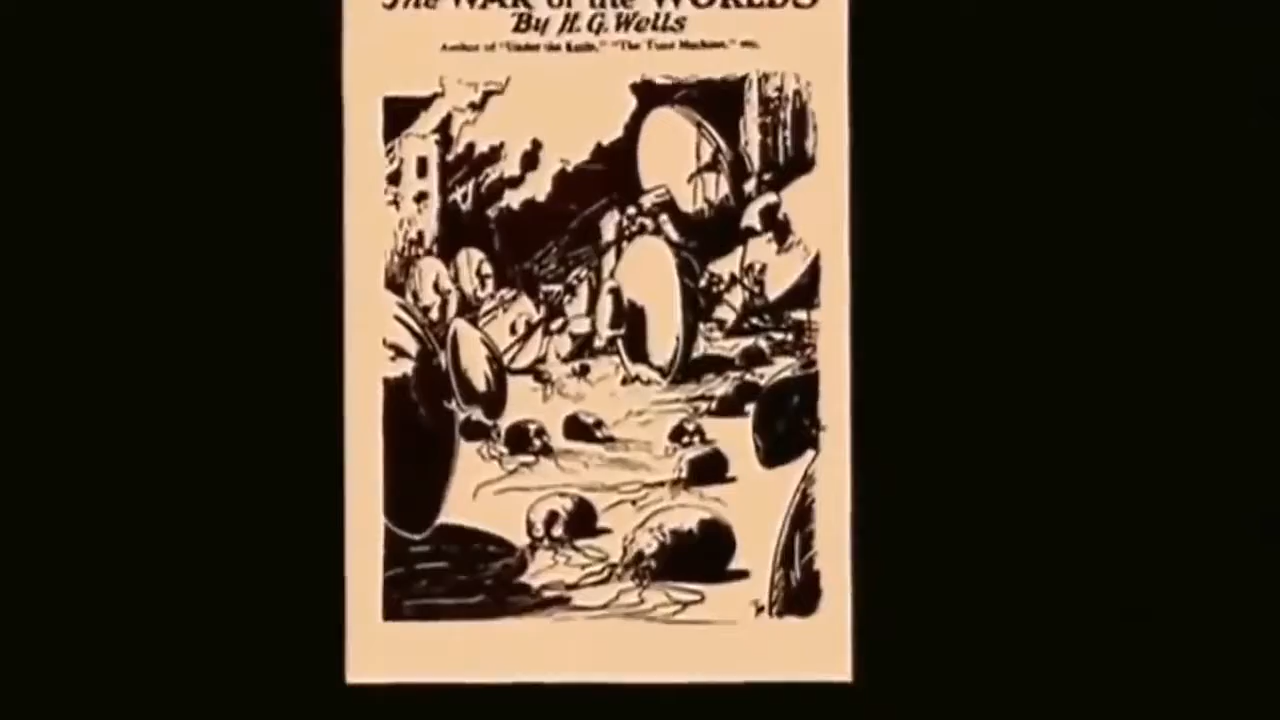 The WAR of the WORLDS
By H. G. Wells
Author of "Under the Knife," "The Time Machine," etc.